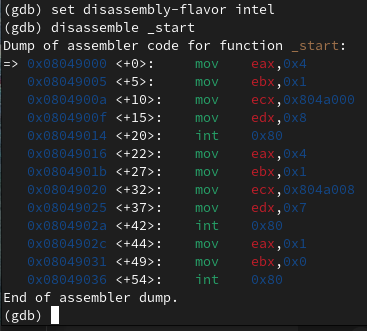 (gdb) set disassembly-flavor intel
(gdb) disassemble _start
Dump of assembler code for function _start:
=> 0x08049000 <+0>:	mov    eax,0x4
   0x08049005 <+5>:	mov    ebx,0x1
   0x0804900a <+10>:	mov    ecx,0x804a000
   0x0804900f <+15>:	mov    edx,0x8
   0x08049014 <+20>:	int    0x80
   0x08049016 <+22>:	mov    eax,0x4
   0x0804901b <+27>:	mov    ebx,0x1
   0x08049020 <+32>:	mov    ecx,0x804a008
   0x08049025 <+37>:	mov    edx,0x7
   0x0804902a <+42>:	int    0x80
   0x0804902c <+44>:	mov    eax,0x1
   0x08049031 <+49>:	mov    ebx,0x0
   0x08049036 <+54>:	int    0x80
End of assembler dump.
(gdb)